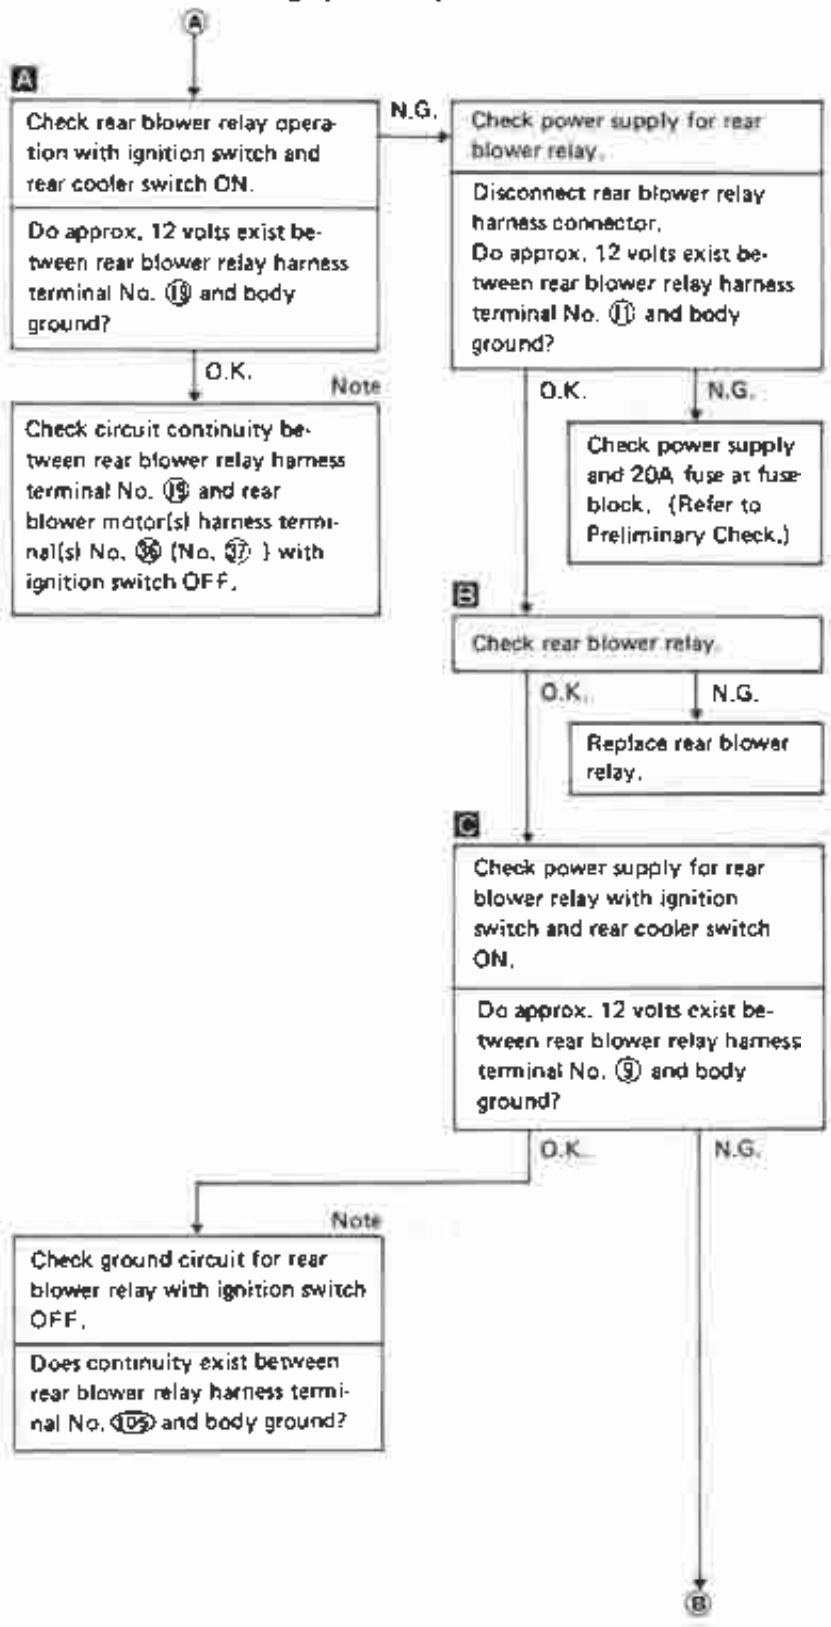 Ⓐ
A
Check rear blower relay opera-
tion with ignition switch and
rear cooler switch ON.
Do approx. 12 volts exist be-
tween rear blower relay harness
terminal No. and body
ground?
N.G.
Check power supply for rear
blower relay.
Disconnect rear blower relay
harness connector.
Do approx. 12 volts exist be-
tween rear blower relay harness
terminal No. ⑪ and body
ground?
O.K.
Note
Check circuit continuity be-
tween rear blower relay harness
terminal No. and rear
blower motor(s) harness termi-
nal(s) No. ㊱ (No. ㊲ ) with
ignition switch OFF.
O.K.
N.G.
Check power supply
and 20A fuse at fuse
block. (Refer to
Preliminary Check.)
B
Check rear blower relay.
O.K.
N.G.
Replace rear blower
relay.
C
Check power supply for rear
blower relay with ignition
switch and rear cooler switch
ON.
Do approx. 12 volts exist be-
tween rear blower relay harness
terminal No. ⑨ and body
ground?
O.K.
N.G.
Note
Check ground circuit for rear
blower relay with ignition switch
OFF.
Does continuity exist between
rear blower relay harness termi-
nal No. 105 and body ground?
Ⓑ